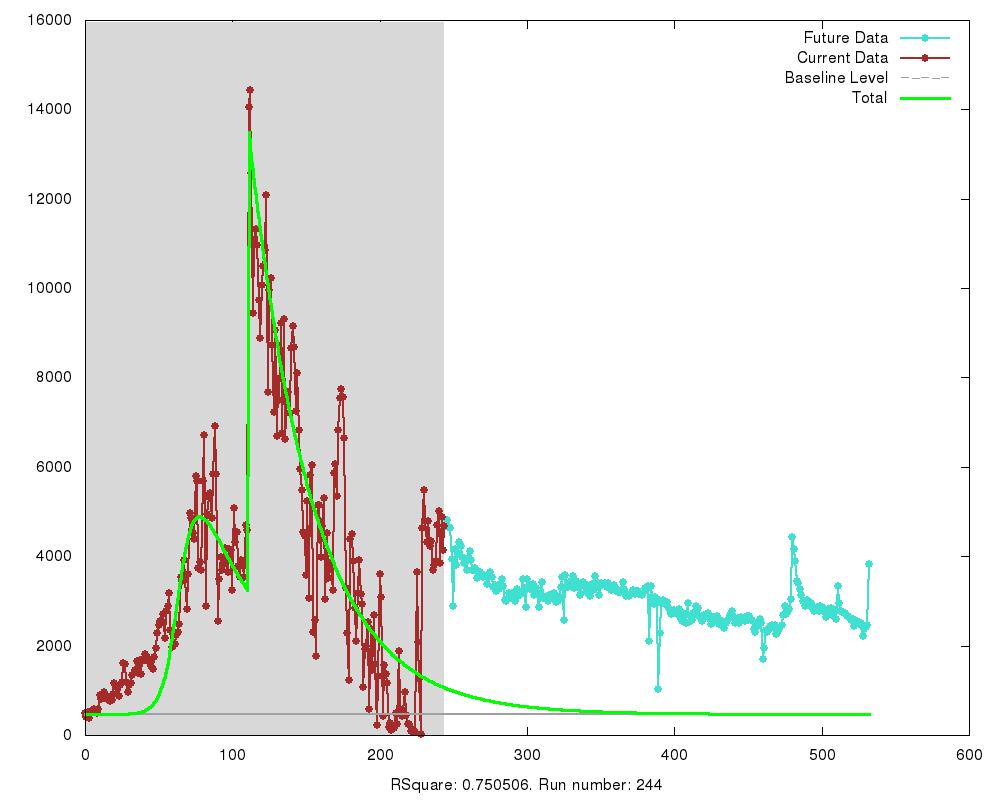 16000
14000
12000
10000
8000
6000
4000
2000
0
Future Data
Current Data
Baseline Level
Total
0 100 200 300 400 500 600
RSquare: 0.750506. Run number: 244